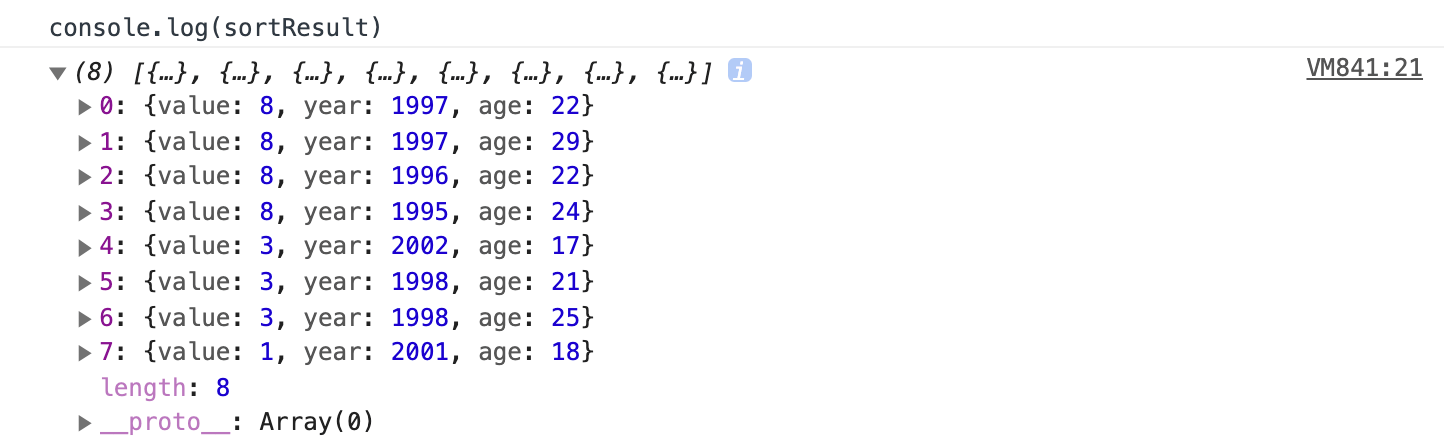 console.log(sortResult)
▼(8) [{…}, {…}, {…}, {…}, {…}, {…}, {…}, {…}] i VM841:21
▶0: {value: 8, year: 1997, age: 22}
▶1: {value: 8, year: 1997, age: 29}
▶2: {value: 8, year: 1996, age: 22}
▶3: {value: 8, year: 1995, age: 24}
▶4: {value: 3, year: 2002, age: 17}
▶5: {value: 3, year: 1998, age: 21}
▶6: {value: 3, year: 1998, age: 25}
▶7: {value: 1, year: 2001, age: 18}
length: 8
▶__proto__: Array(0)